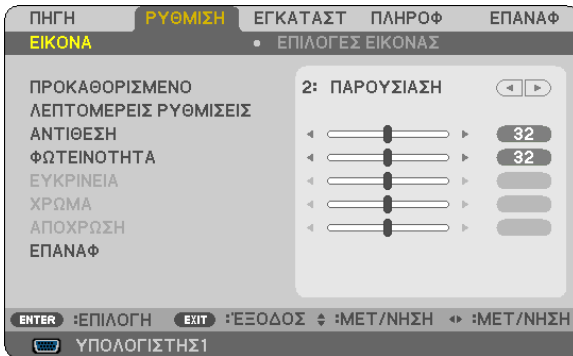 ΠΗΓΗ ΡΥΘΜΙΣΗ ΕΓΚΑΤΑΣΤ ΠΛΗΡΟΦ ΕΠΑΝΑΦ
ΕΙΚΟΝΑ • ΕΠΙΛΟΓΕΣ ΕΙΚΟΝΑΣ
ΠΡΟΚΑΘΟΡΙΣΜΕΝΟ 2: ΠΑΡΟΥΣΙΑΣΗ
ΛΕΠΤΟΜΕΡΕΙΣ ΡΥΘΜΙΣΕΙΣ
ΑΝΤΙΘΕΣΗ 32
ΦΩΤΕΙΝΟΤΗΤΑ 32
ΕΥΚΡΙΝΕΙΑ
ΧΡΩΜΑ
ΑΠΟΧΡΩΣΗ
ΕΠΑΝΑΦ
ENTER :ΕΠΙΛΟΓΗ EXIT :ΈΞΟΔΟΣ :ΜΕΤ/ΝΗΣΗ :ΜΕΤ/ΝΗΣΗ
ΥΠΟΛΟΓΙΣΤΗΣ1